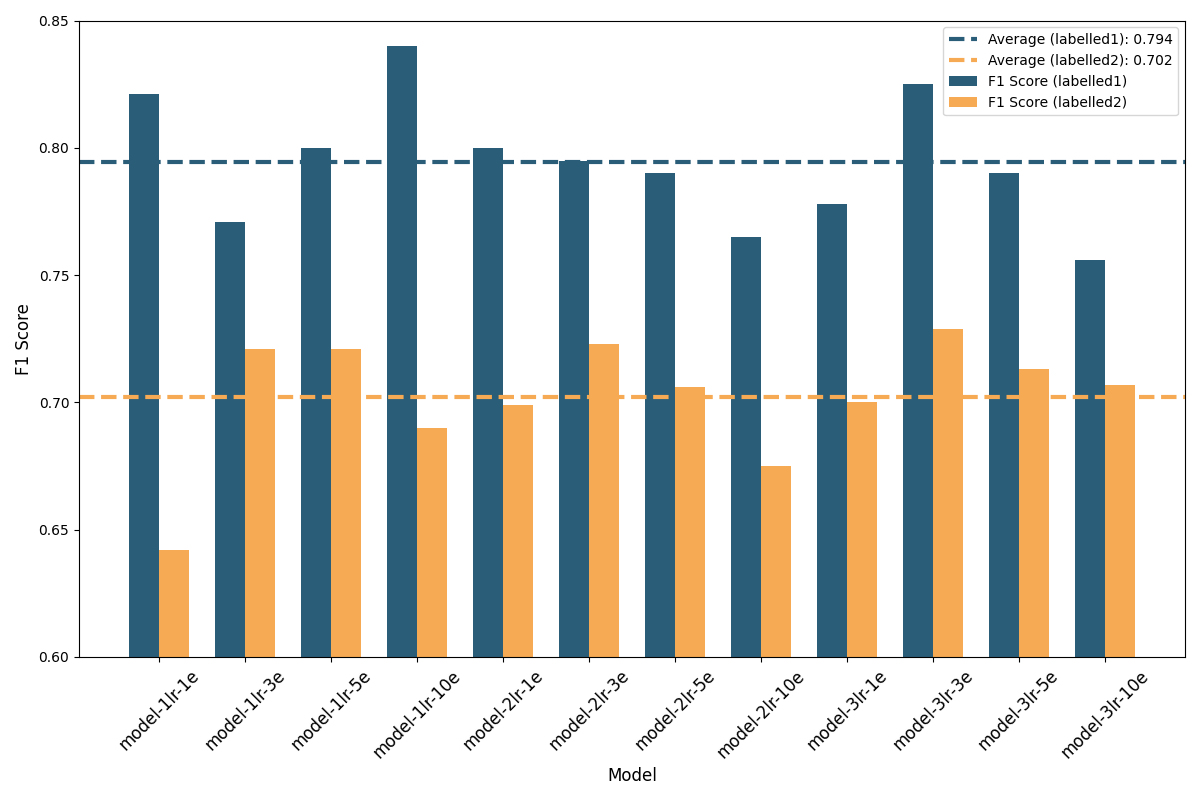 0.85
0.80
0.75
0.70
0.65
0.60
F1 Score
Average (labelled1): 0.794
Average (labelled2): 0.702
F1 Score (labelled1)
F1 Score (labelled2)
model-1lr-1e
model-1lr-3e
model-1lr-5e
model-1lr-10e
model-2lr-1e
model-2lr-3e
model-2lr-5e
model-2lr-10e
model-3lr-1e
model-3lr-3e
model-3lr-5e
model-3lr-10e
Model